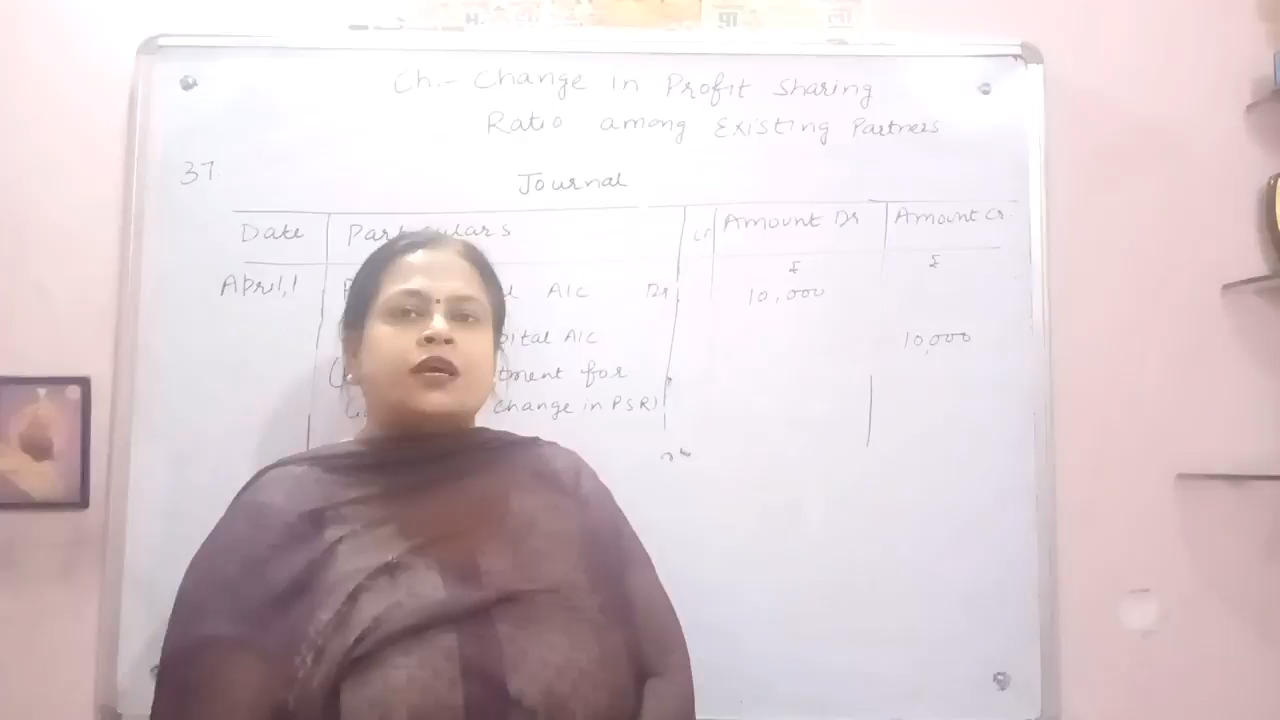 प्रा ला
Ch.- Change in Profit Sharing
Ratio among Existing Partners
37.
Journal
Date Particulars Amount Dr Amount Cr.
₹ ₹
April,1 A/c Dr. 10,000
A/c 10,000
for
change in PSR)